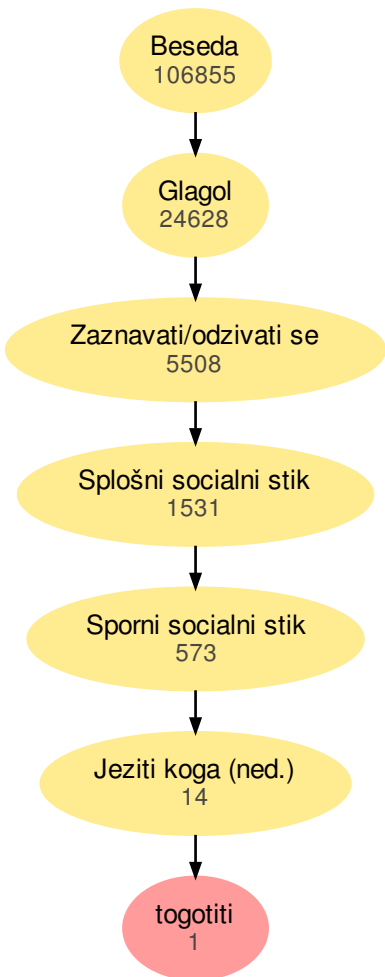 Beseda
106855
Glagol
24628
Zaznavati/odzivati se
5508
Splošni socialni stik
1531
Sporni socialni stik
573
Jeziti koga (ned.)
14
togotiti
1